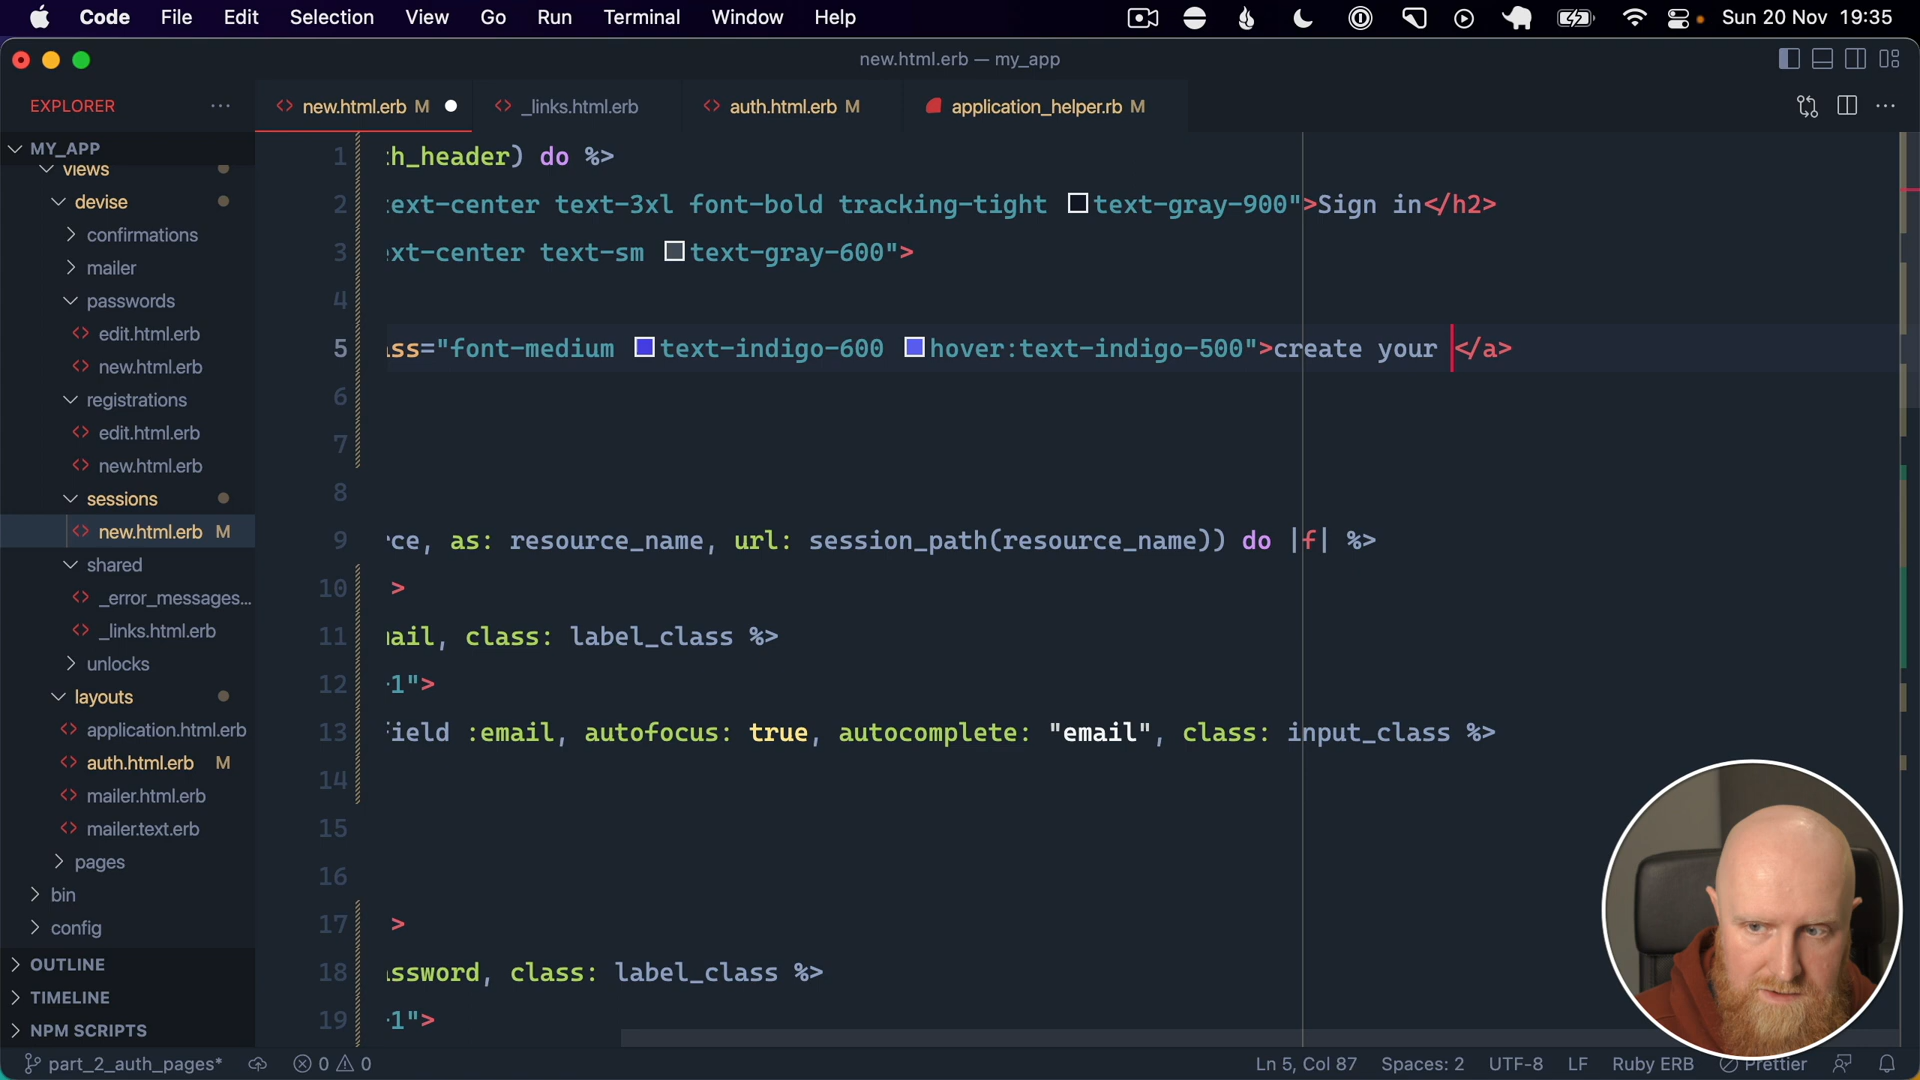 Code File Edit Selection View Go Run Terminal Window Help Sun 20 Nov 19:35
new.html.erb — my_app
EXPLORER
new.html.erb M
_links.html.erb
auth.html.erb M
application_helper.rb M
MY_APP
views
devise
confirmations
mailer
passwords
edit.html.erb
new.html.erb
registrations
edit.html.erb
new.html.erb
sessions
new.html.erb M
shared
_error_messages...
_links.html.erb
unlocks
layouts
application.html.erb
auth.html.erb M
mailer.html.erb
mailer.text.erb
pages
bin
config
OUTLINE
TIMELINE
NPM SCRIPTS
1 :h_header) do %>
2 :ext-center text-3xl font-bold tracking-tight text-gray-900">Sign in</h2>
3 ext-center text-sm text-gray-600">
4
5 ass="font-medium text-indigo-600 hover:text-indigo-500">create your </a>
6
7
8
9 rce, as: resource_name, url: session_path(resource_name)) do |f| %>
10 >
11 mail, class: label_class %>
12 -1">
13 field :email, autofocus: true, autocomplete: "email", class: input_class %>
14
15
16
17 >
18 assword, class: label_class %>
19 -1">
part_2_auth_pages* 0 0 Ln 5, Col 87 Spaces: 2 UTF-8 LF Ruby ERB Prettier